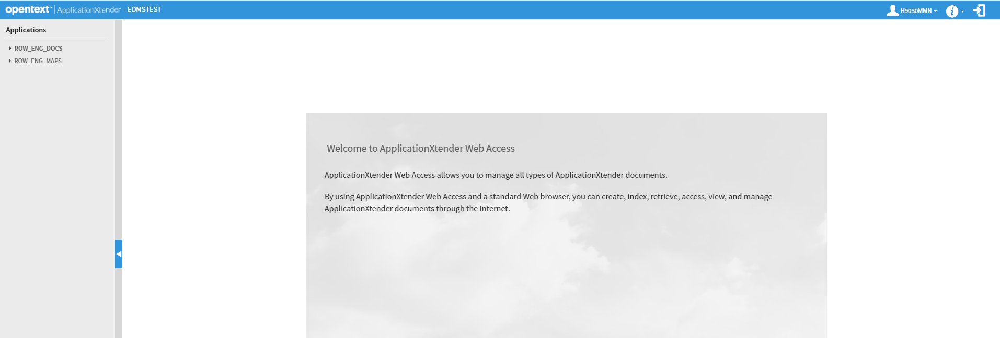 opentext™ | ApplicationXtender - EDMSTEST
H9030MMN
i
Applications
ROW_ENG_DOCS
ROW_ENG_MAPS
Welcome to ApplicationXtender Web Access
ApplicationXtender Web Access allows you to manage all types of ApplicationXtender documents.
By using ApplicationXtender Web Access and a standard Web browser, you can create, index, retrieve, access, view, and manage
ApplicationXtender documents through the Internet.